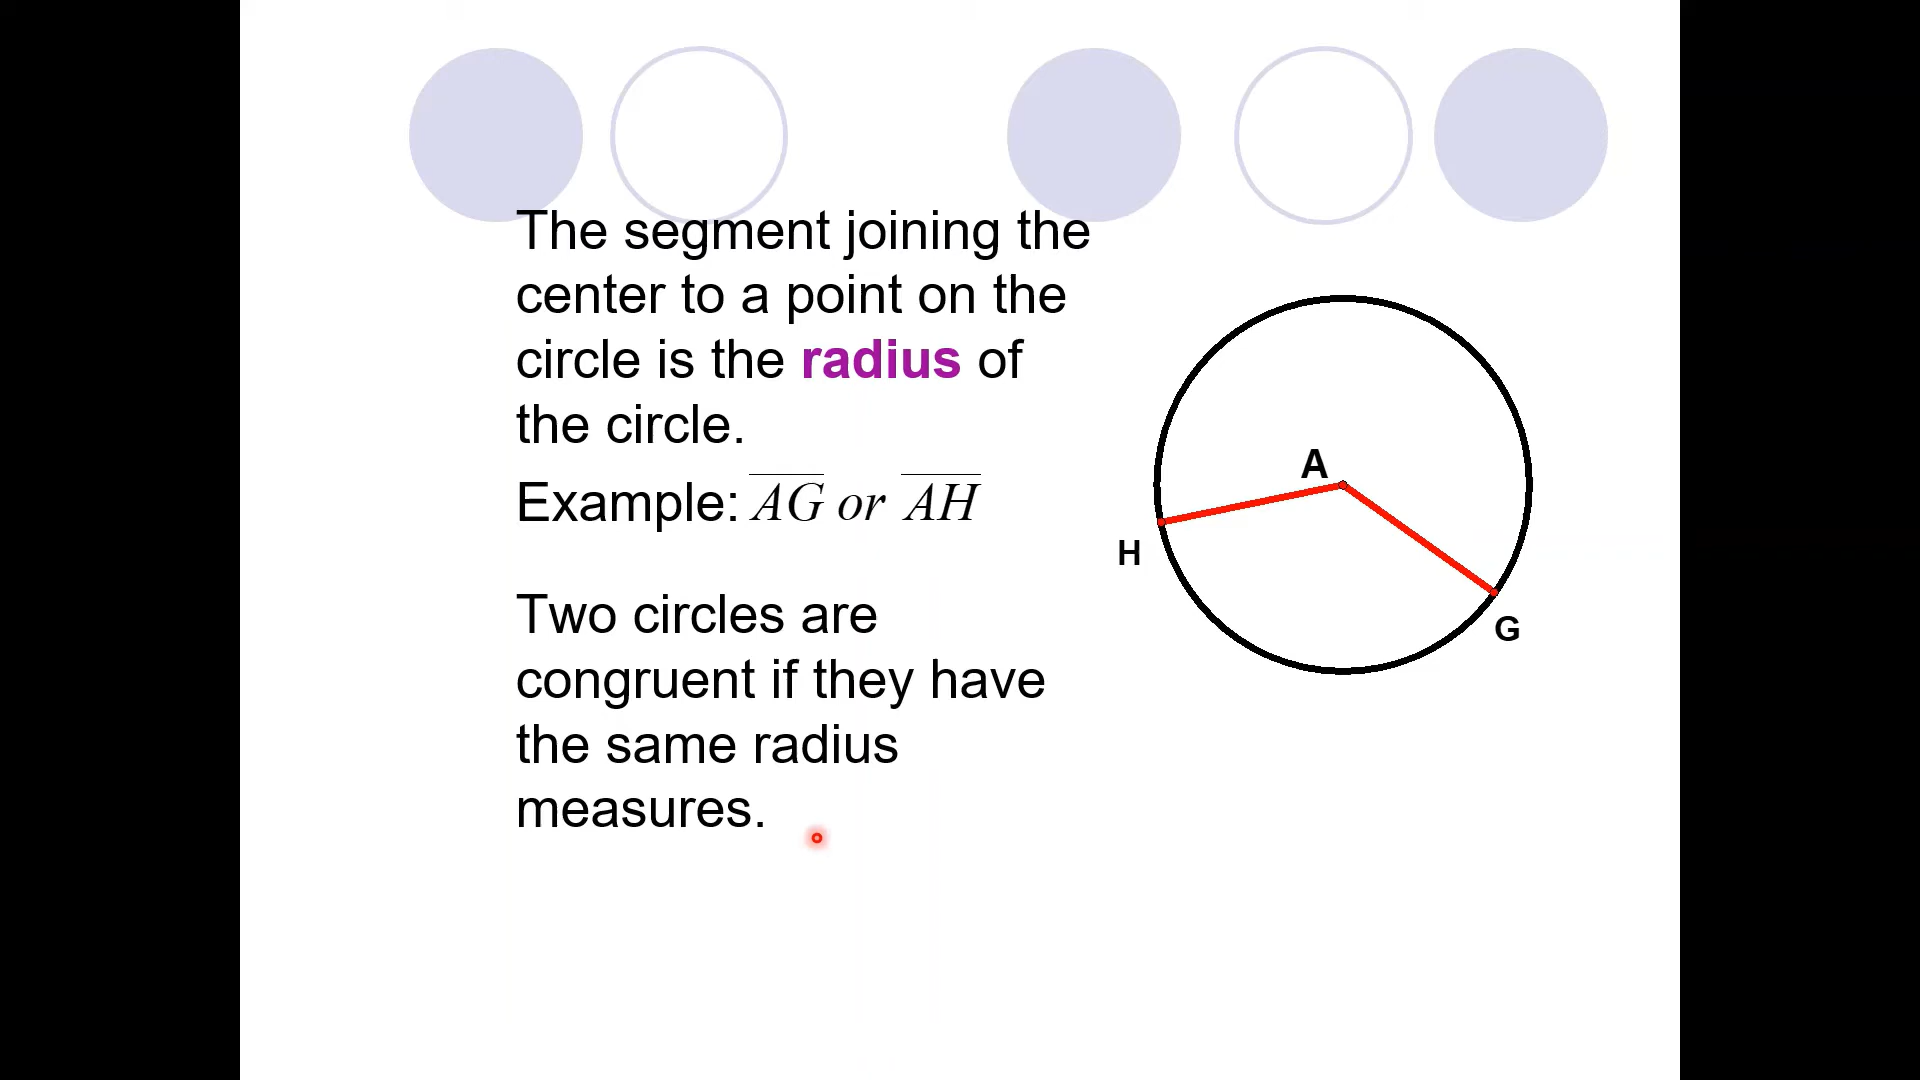 The segment joining the
center to a point on the
circle is the radius of
the circle.
Example: AG or AH
Two circles are
congruent if they have
the same radius
measures.
A
H
G